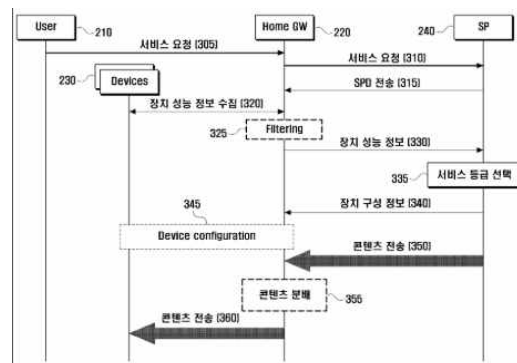 User
210
Home GW
220
240
SP
서비스 요청 (305)
230
Devices
서비스 요청 (310)
SPD 전송 (315)
장치 성능 정보 수집 (320)
325
Filtering
장치 성능 정보 (330)
335
서비스 등급 선택
345
장치 구성 정보 (340)
Device configuration
콘텐츠 전송 (350)
콘텐츠 분배
355
콘텐츠 전송 (360)